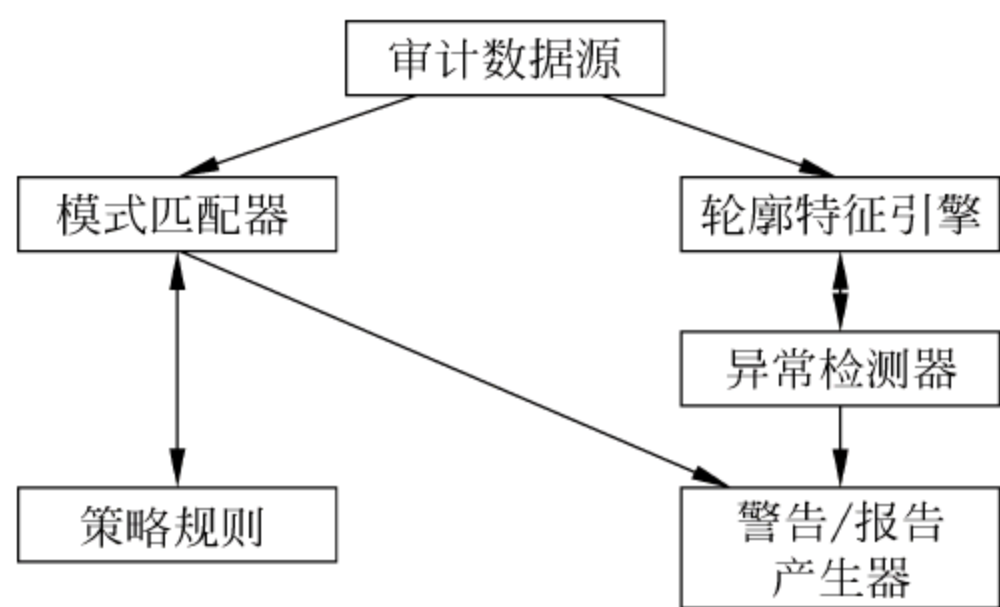 审计数据源
模式匹配器
轮廓特征引擎
异常检测器
策略规则
警告/报告
产生器